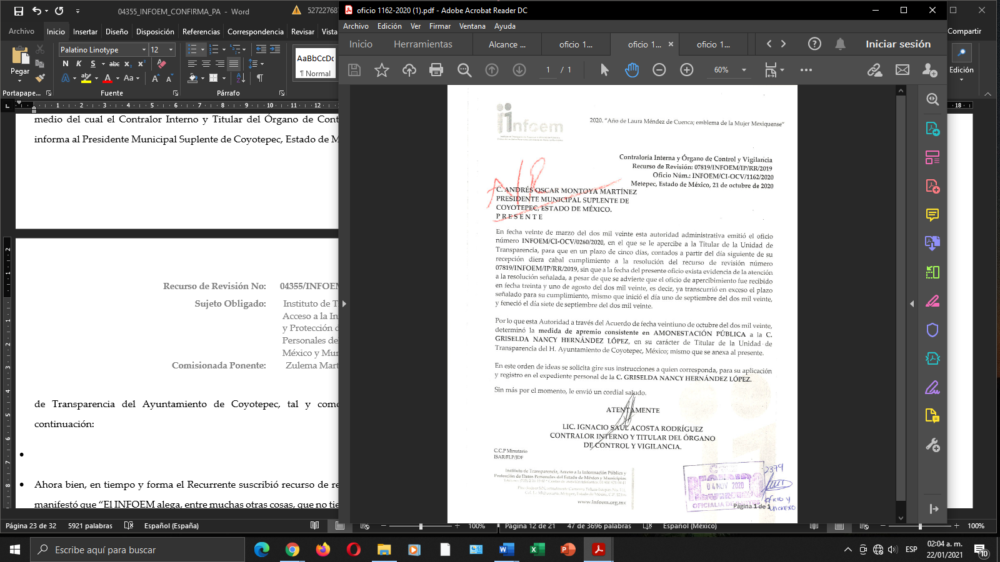 04355_INFOEM_CONFIRMA_PA - Word
52722768
oficio 1162-2020 (1).pdf - Adobe Acrobat Reader DC
Archivo Inicio Insertar Diseño Disposición Referencias Correspondencia Revisar Vista
Archivo Edición Ver Firmar Ventana Ayuda
Compartir
Inicio Herramientas Alcance ... oficio 1... oficio 1... × oficio 1... Iniciar sesión
Palatino Linotype 12
N K S abc x₂ x² Aa
Pegar
AaBbCcDc
¶ Normal
Edición
1 / 1 60%
Portapape... Fuente Párrafo
1 2 3 4 5 6 7 8 9 10 11 12
18
medio del cual el Contralor Interno y Titular del Órgano de Cont
informa al Presidente Municipal Suplente de Coyotepec, Estado de M
Recurso de Revisión No: 04355/INFOEM
Sujeto Obligado: Instituto de T
Acceso a la In
y Protección d
Personales de
México y Mun
Comisionada Ponente: Zulema Mart
de Transparencia del Ayuntamiento de Coyotepec, tal y como
continuación:
•
• Ahora bien, en tiempo y forma el Recurrente suscribió recurso de re
manifestó que “El INFOEM alega, entre muchas otras cosas, que no tie
infoem
2020. “Año de Laura Méndez de Cuenca; emblema de la Mujer Mexiquense”
Contraloría Interna y Órgano de Control y Vigilancia
Recurso de Revisión: 07819/INFOEM/IP/RR/2019
Oficio Núm.: INFOEM/CI-OCV/1162/2020
Metepec, Estado de México, 21 de octubre de 2020
C. ANDRÉS OSCAR MONTOYA MARTÍNEZ
PRESIDENTE MUNICIPAL SUPLENTE DE
COYOTEPEC, ESTADO DE MÉXICO.
P R E S E N T E
En fecha veinte de marzo del dos mil veinte esta autoridad administrativa emitió el oficio
número INFOEM/CI-OCV/0260/2020, en el que se le apercibe a la Titular de la Unidad de
Transparencia, para que en un plazo de cinco días, contados a partir del día siguiente de su
recepción diera cabal cumplimiento a la resolución del recurso de revisión número
07819/INFOEM/IP/RR/2019, sin que a la fecha del presente oficio exista evidencia de la atención
a la resolución señalada, a pesar de que se advierte que el oficio de apercibimiento fue recibido
en fecha treinta y uno de agosto del dos mil veinte, es decir, ya transcurrió en exceso el plazo
señalado para su cumplimiento, mismo que inició el día uno de septiembre del dos mil veinte,
y feneció el día siete de septiembre del dos mil veinte.
Por lo que esta Autoridad a través del Acuerdo de fecha veintiuno de octubre del dos mil veinte,
determinó la medida de apremio consistente en AMONESTACIÓN PÚBLICA a la C.
GRISELDA NANCY HERNÁNDEZ LÓPEZ, en su carácter de Titular de la Unidad de
Transparencia del H. Ayuntamiento de Coyotepec, México; mismo que se anexa al presente.
En este orden de ideas se solicita gire sus instrucciones a quien corresponda, para su aplicación
y registro en el expediente personal de la C. GRISELDA NANCY HERNÁNDEZ LÓPEZ.
Sin más por el momento, le envió un cordial saludo.
ATENTAMENTE
LIC. IGNACIO SAÚL ACOSTA RODRÍGUEZ
CONTRALOR INTERNO Y TITULAR DEL ÓRGANO
DE CONTROL Y VIGILANCIA.
C.C.P Minutario
ISAR/FLP/JDF
Instituto de Transparencia, Acceso a la Información Pública y
Protección de Datos Personales del Estado de México y Municipios
www.infoem.org.mx
2379
04 NOV 2020
OFICIALIA DE PARTES
oficio y
anexo
Página 1 de 1
Página 23 de 32 5921 palabras Español (España) 100%
Página 12 de 21 47 de 3696 palabras Español (México) 100%
Escribe aquí para buscar
ESP
02:04 a. m.
22/01/2021
10